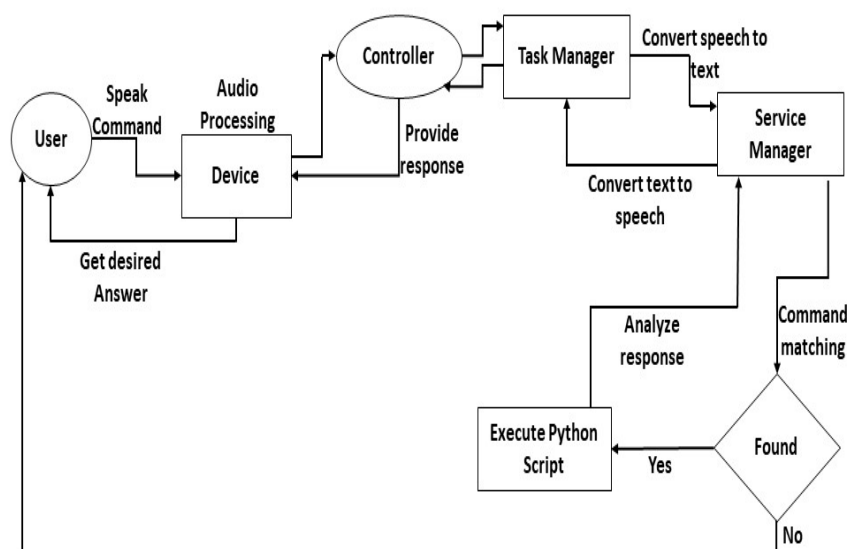 Controller
Task Manager
Convert speech to
text
Speak
Command
Audio
Processing
User
Device
Provide
response
Service
Manager
Convert text to
speech
Get desired
Answer
Analyze
response
Command
matching
Execute Python
Script
Yes
Found
No